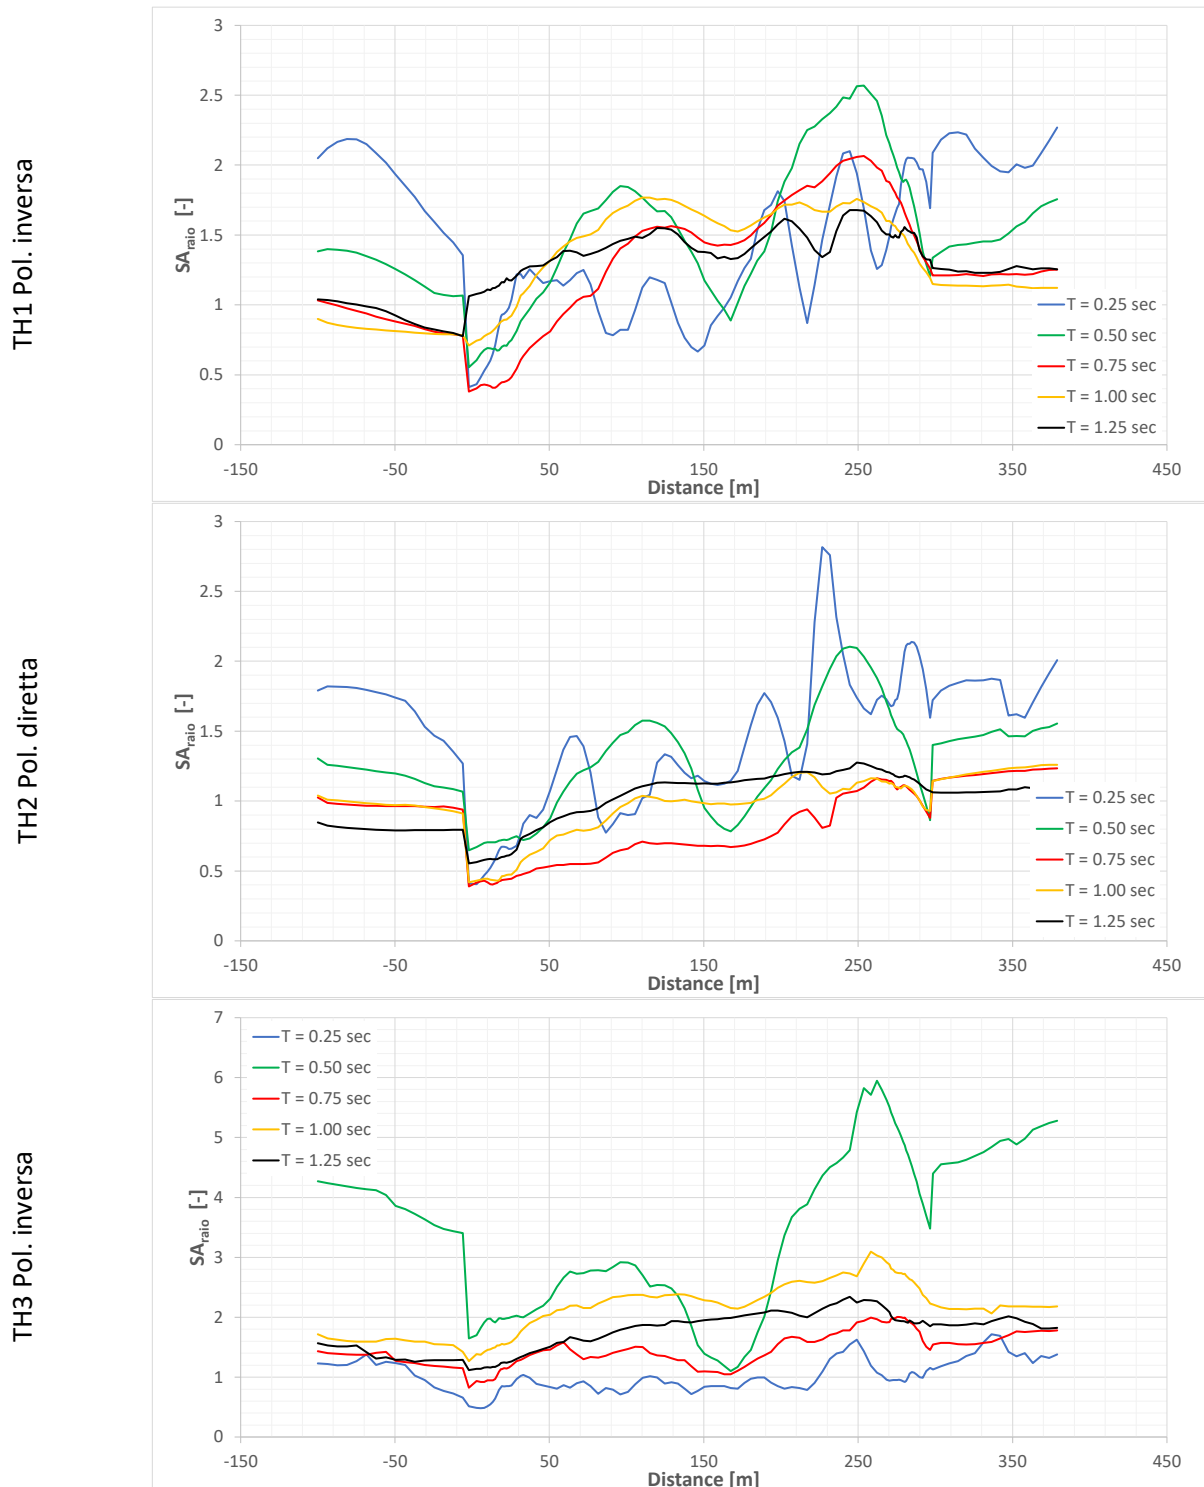 TH1 Pol. inversa
3
2.5
2
1.5
1
0.5
0
SAraio [-]
-150
-50
50
150
250
350
450
Distance [m]
T = 0.25 sec
T = 0.50 sec
T = 0.75 sec
T = 1.00 sec
T = 1.25 sec
TH2 Pol. diretta
3
2.5
2
1.5
1
0.5
0
SAraio [-]
-150
-50
50
150
250
350
450
Distance [m]
T = 0.25 sec
T = 0.50 sec
T = 0.75 sec
T = 1.00 sec
T = 1.25 sec
TH3 Pol. inversa
7
6
5
4
3
2
1
0
SAraio [-]
T = 0.25 sec
T = 0.50 sec
T = 0.75 sec
T = 1.00 sec
T = 1.25 sec
-150
-50
50
150
250
350
450
Distance [m]